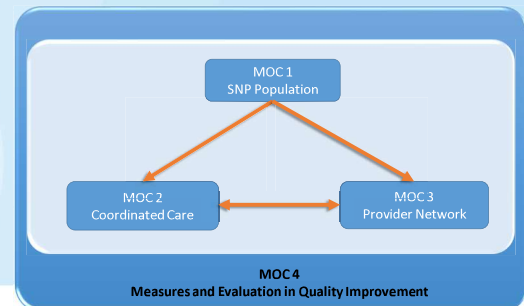 MOC 1
SNP Population
MOC 2
Coordinated Care
MOC 3
Provider Network
MOC 4
Measures and Evaluation in Quality Improvement